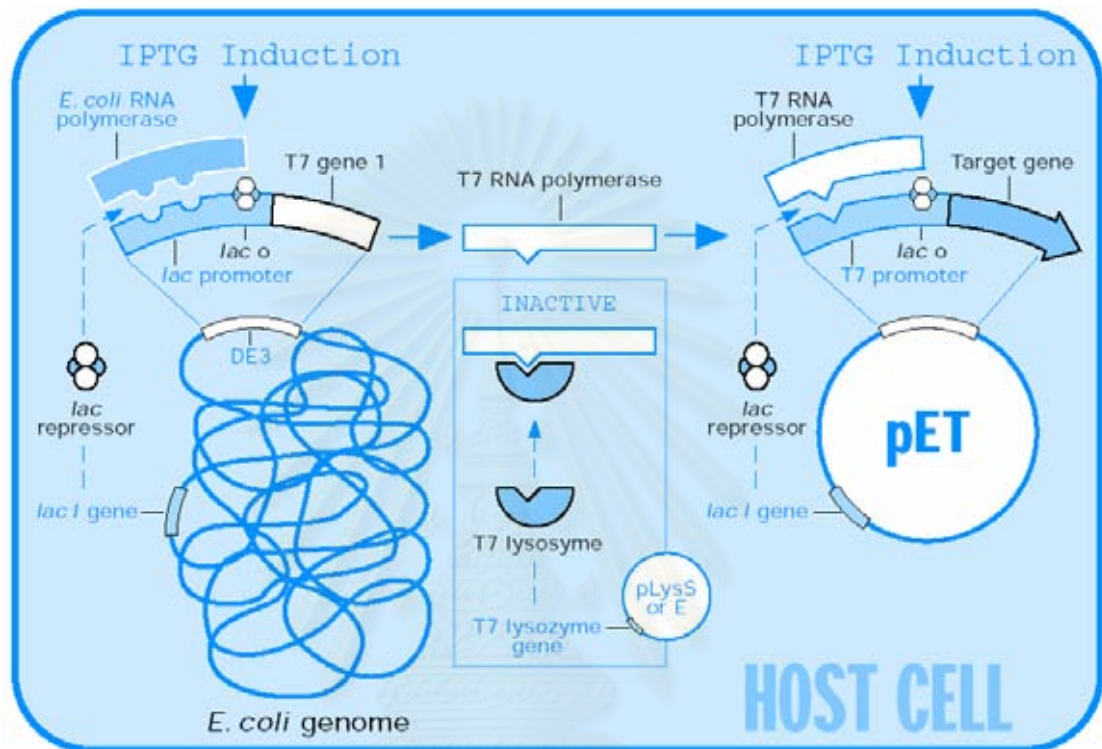 IPTG Induction
E. coli RNA
polymerase
T7 gene 1
lac o
lac promoter
DE3
lac
repressor
lac I gene
E. coli genome
T7 RNA polymerase
INACTIVE
T7 lysosyme
T7 lysozyme
gene
pLysS
or E
IPTG Induction
T7 RNA
polymerase
Target gene
lac o
T7 promoter
lac
repressor
lac I gene
pET
HOST CELL